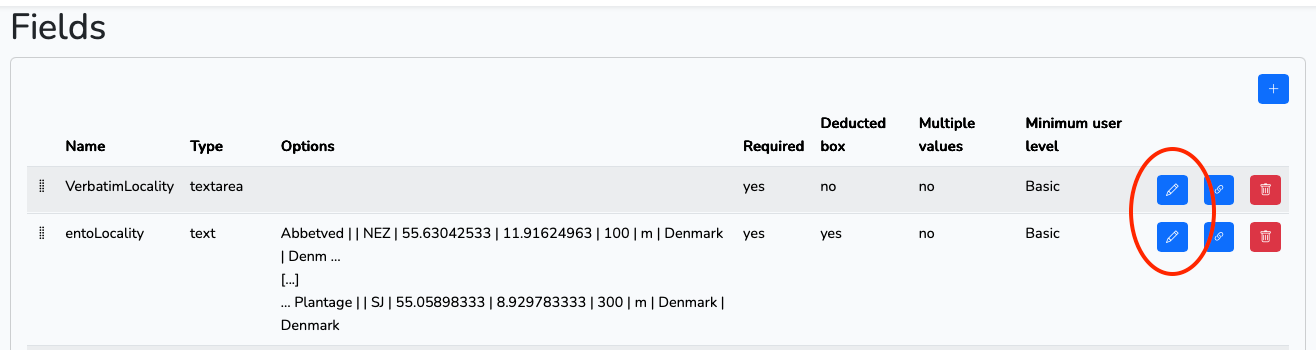 Fields
+
Name Type Options Required Deducted box Multiple values Minimum user level
VerbatimLocality textarea yes no no Basic
entoLocality text Abbetved | | NEZ | 55.63042533 | 11.91624963 | 100 | m | Denmark yes yes no Basic
| Denm ...
[...]
... Plantage | | SJ | 55.05898333 | 8.929783333 | 300 | m | Denmark |
Denmark